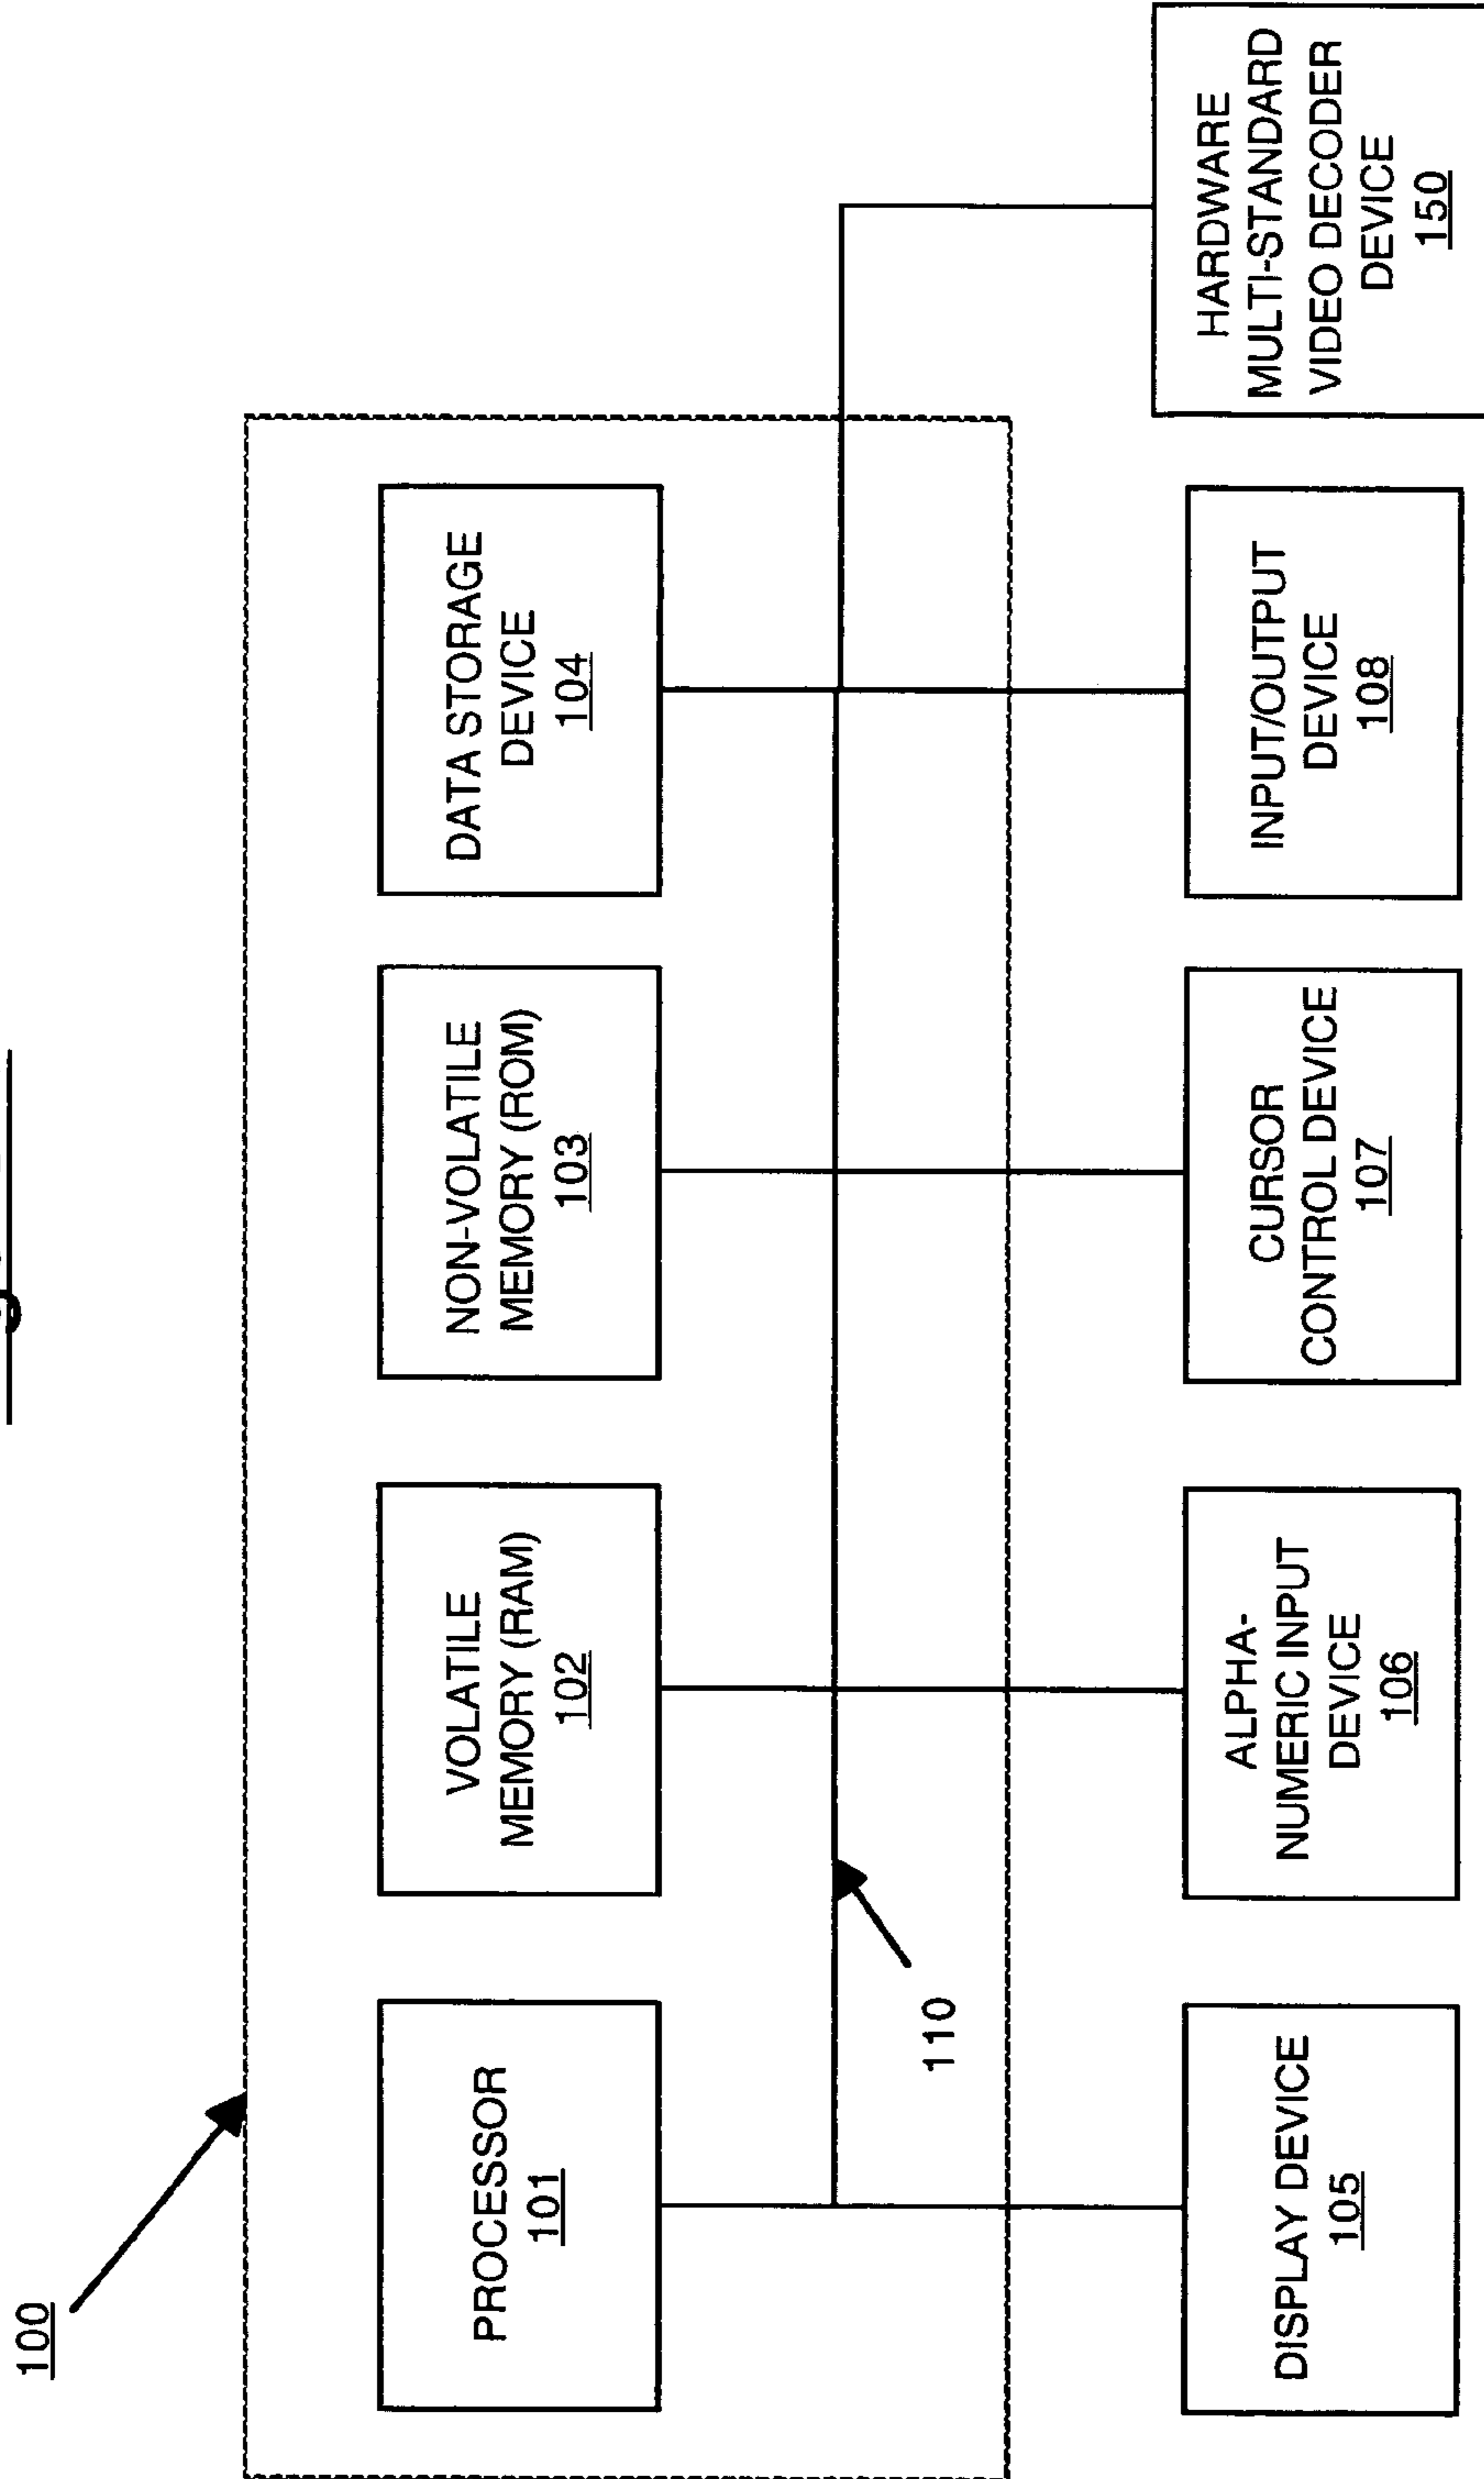 100
PROCESSOR
101
VOLATILE
MEMORY (RAM)
102
NON-VOLATILE
MEMORY (ROM)
103
DATA STORAGE
DEVICE
104
110
DISPLAY DEVICE
105
ALPHA-
NUMERIC INPUT
DEVICE
106
CURSOR
CONTROL DEVICE
107
INPUT/OUTPUT
DEVICE
108
HARDWARE
MULTI-STANDARD
VIDEO DECODER
DEVICE
150